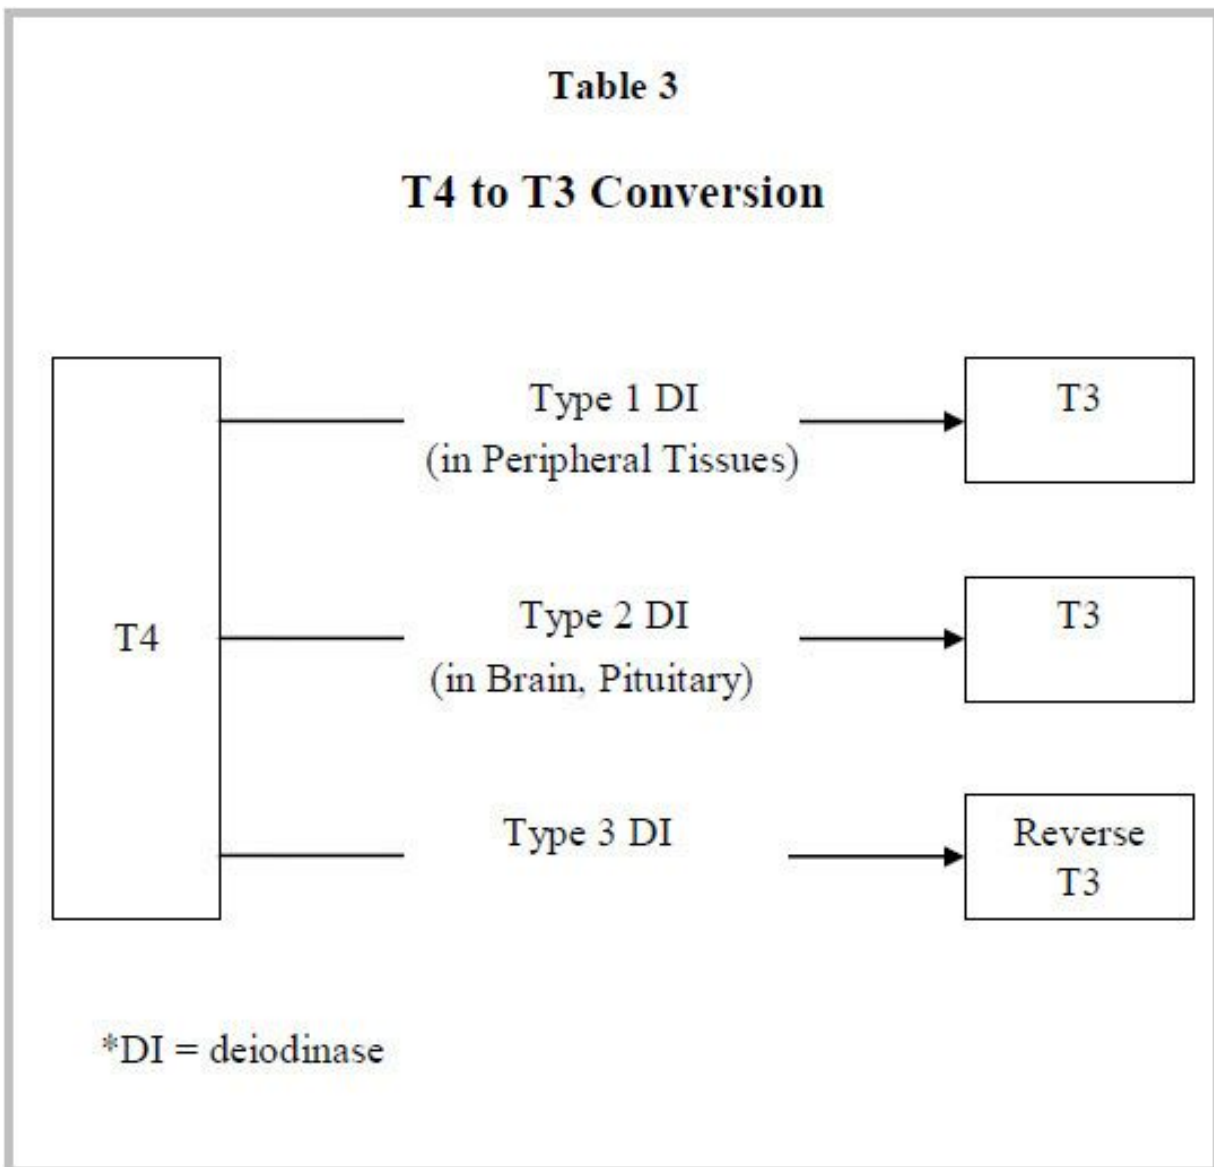 Table 3
T4 to T3 Conversion
Type 1 DI
(in Peripheral Tissues)
T3
T4
Type 2 DI
(in Brain, Pituitary)
T3
Type 3 DI
Reverse
T3
*DI = deiodinase